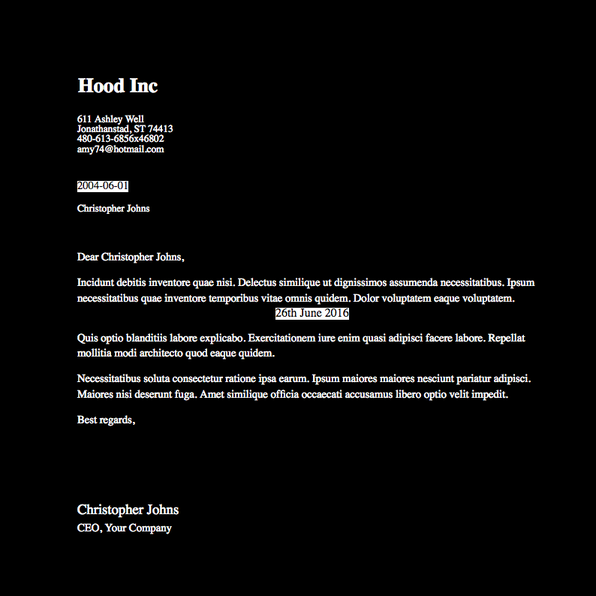 Hood Inc
611 Ashley Well
Jonathanstad, ST 74413
480-613-6856x46802
amy74@hotmail.com
2004-06-01
Christopher Johns
Dear Christopher Johns,
Incidunt debitis inventore quae nisi. Delectus similique ut dignissimos assumenda necessitatibus. Ipsum
necessitatibus quae inventore temporibus vitae omnis quidem. Dolor voluptatem eaque voluptatem.
26th June 2016
Quis optio blanditiis labore explicabo. Exercitationem iure enim quasi adipisci facere labore. Repellat
mollitia modi architecto quod eaque quidem.
Necessitatibus soluta consectetur ratione ipsa earum. Ipsum maiores maiores nesciunt pariatur adipisci.
Maiores nisi deserunt fuga. Amet similique officia occaecati accusamus libero optio velit impedit.
Best regards,
Christopher Johns
CEO, Your Company